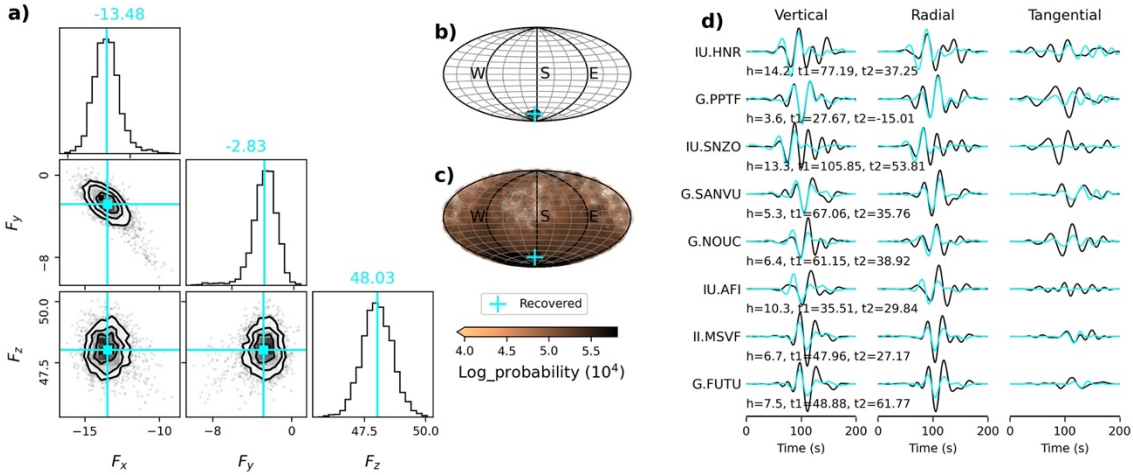 a)
-13.48
F_y
0
−8
-2.83
F_z
50.0
47.5
48.03
−15
−10
−8
0
47.5
50.0
F_x
F_y
F_z
b)
W
S
E
c)
W
S
E
Recovered
4.0
4.5
5.0
5.5
Log_probability (10⁴)
d)
Vertical
Radial
Tangential
IU.HNR
h=14.2, t1=77.19, t2=37.25
G.PPTF
h=3.6, t1=27.67, t2=-15.01
IU.SNZO
h=13.3, t1=105.85, t2=53.81
G.SANVU
h=5.3, t1=67.06, t2=35.76
G.NOUC
h=6.4, t1=61.15, t2=38.92
IU.AFI
h=10.3, t1=35.51, t2=29.84
II.MSVF
h=6.7, t1=47.96, t2=27.17
G.FUTU
h=7.5, t1=48.88, t2=61.77
0
200
0
200
0
200
Time (s)
Time (s)
Time (s)